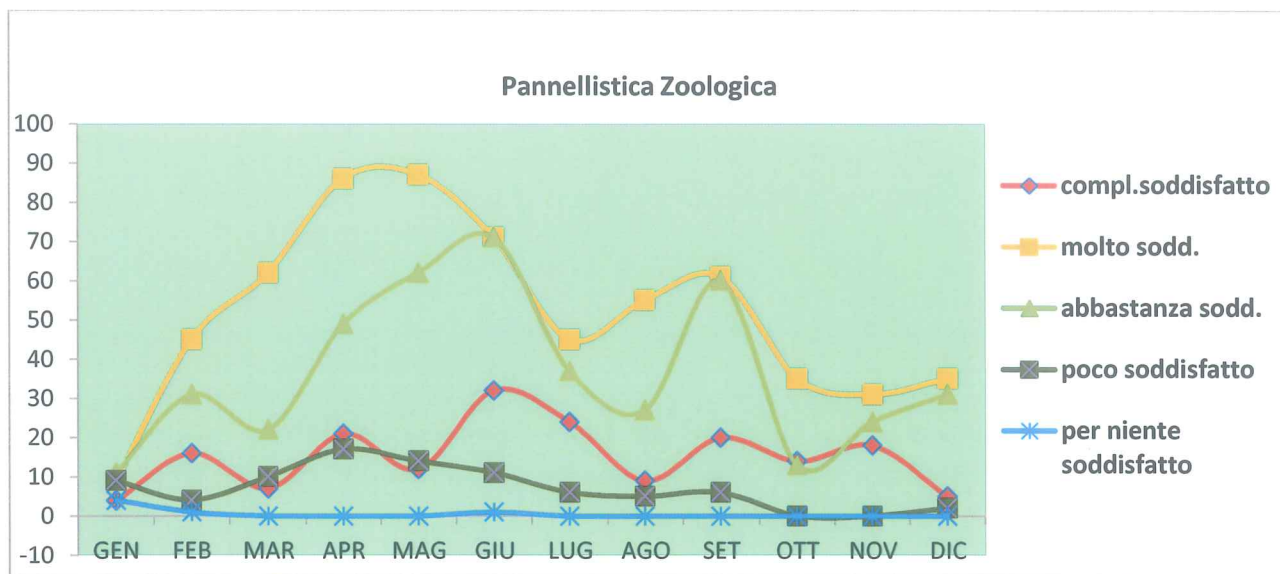 Pannellistica Zoologica
100
90
80
70
60
50
40
30
20
10
0
-10
GEN FEB MAR APR MAG GIU LUG AGO SET OTT NOV DIC
compl.soddisfatto
molto sodd.
abbastanza sodd.
poco soddisfatto
per niente
soddisfatto